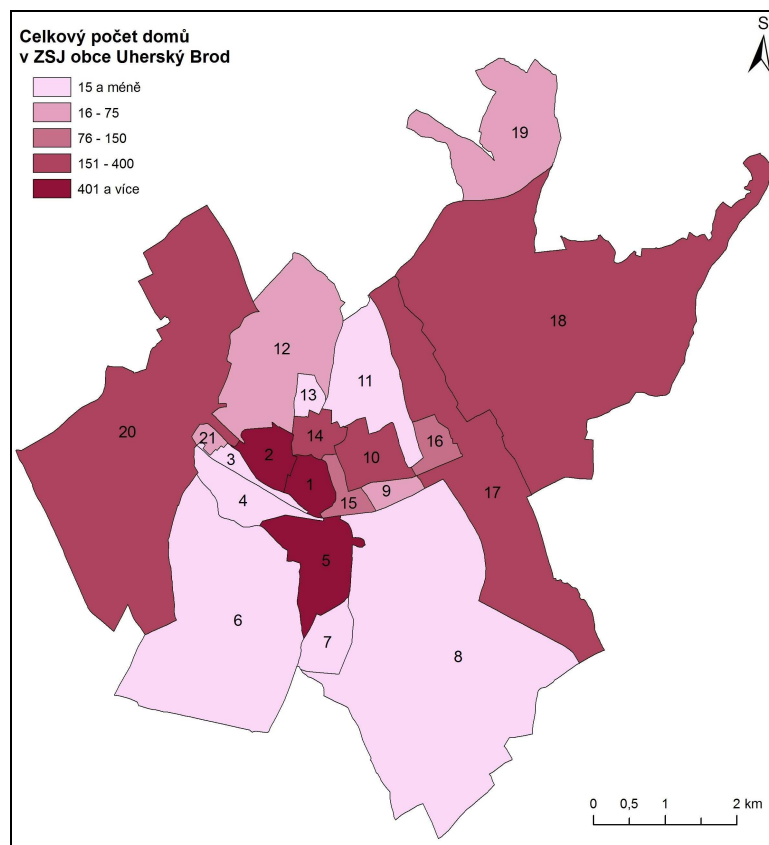 Celkový počet domů
v ZSJ obce Uherský Brod
15 a méně
16 - 75
76 - 150
151 - 400
401 a více
S
19
18
12
11
13
20
14
21
2
16
3
10
1
9
17
4
15
5
6
7
8
0 0,5 1 2 km